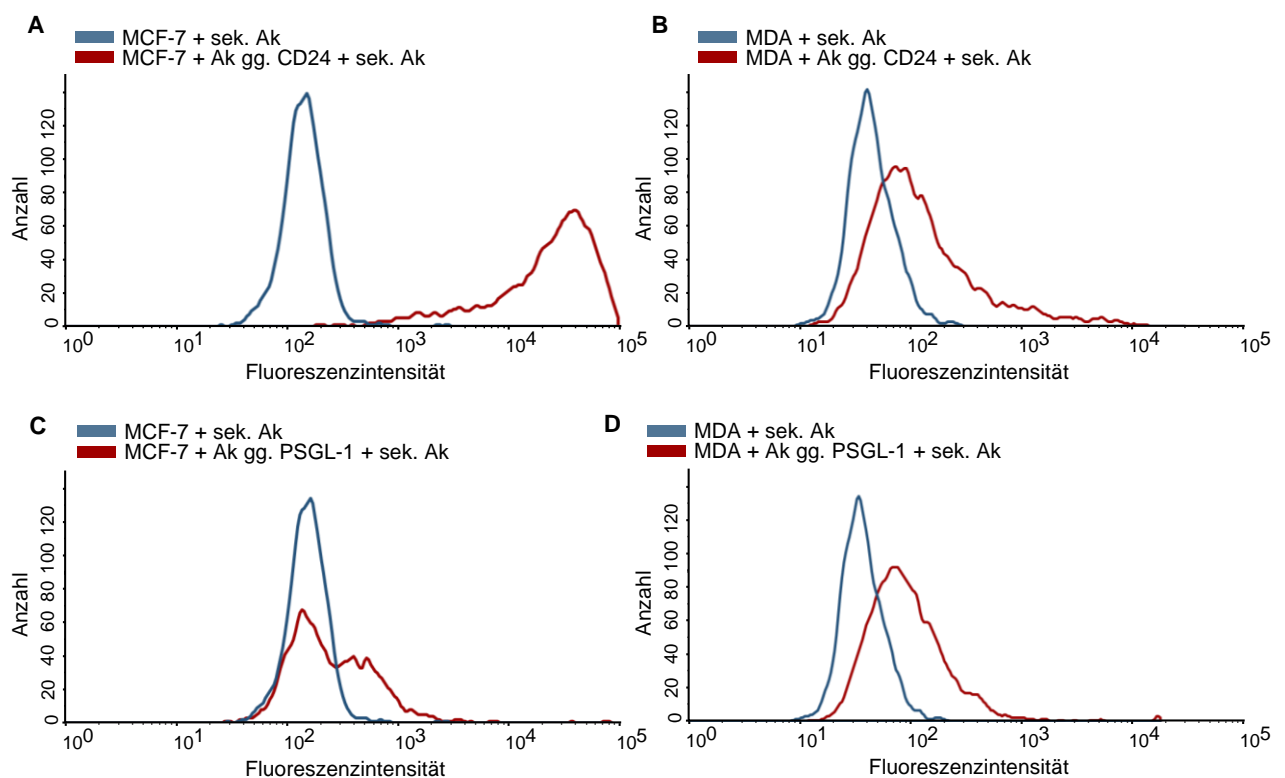 A
MCF-7 + sek. Ak
MCF-7 + Ak gg. CD24 + sek. Ak
Anzahl
0 20 40 60 80 100 120
10⁰ 10¹ 10² 10³ 10⁴ 10⁵
Fluoreszenzintensität
B
MDA + sek. Ak
MDA + Ak gg. CD24 + sek. Ak
Anzahl
0 20 40 60 80 100 120
10⁰ 10¹ 10² 10³ 10⁴ 10⁵
Fluoreszenzintensität
C
MCF-7 + sek. Ak
MCF-7 + Ak gg. PSGL-1 + sek. Ak
Anzahl
0 20 40 60 80 100 120
10⁰ 10¹ 10² 10³ 10⁴ 10⁵
Fluoreszenzintensität
D
MDA + sek. Ak
MDA + Ak gg. PSGL-1 + sek. Ak
Anzahl
0 20 40 60 80 100 120
10⁰ 10¹ 10² 10³ 10⁴ 10⁵
Fluoreszenzintensität